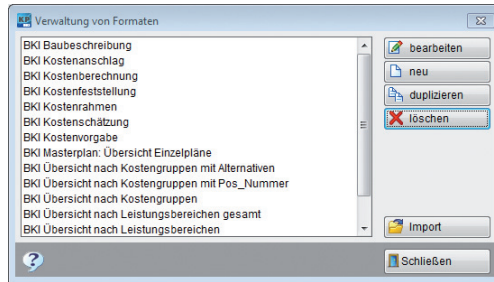 KP Verwaltung von Formaten
BKI Baubeschreibung
BKI Kostenanschlag
BKI Kostenberechnung
BKI Kostenfeststellung
BKI Kostenrahmen
BKI Kostenschätzung
BKI Kostenvorgabe
BKI Masterplan: Übersicht Einzelpläne
BKI Übersicht nach Kostengruppen mit Alternativen
BKI Übersicht nach Kostengruppen mit Pos_Nummer
BKI Übersicht nach Kostengruppen
BKI Übersicht nach Leistungsbereichen gesamt
BKI Übersicht nach Leistungsbereichen
bearbeiten
neu
duplizieren
löschen
Import
?
Schließen